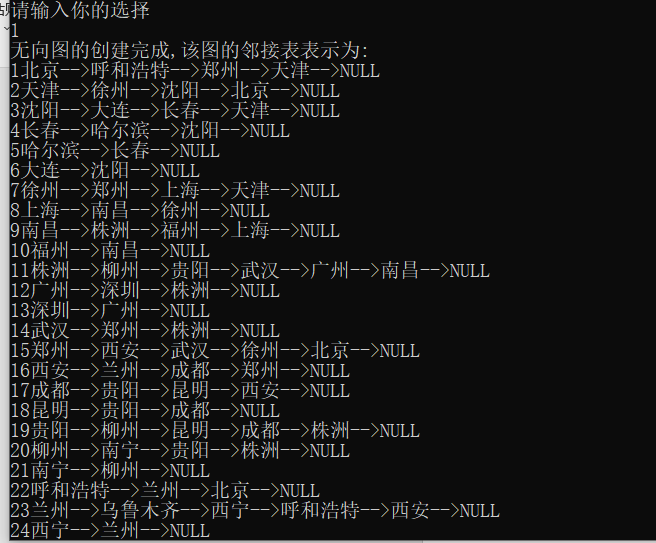 请输入你的选择
1
无向图的创建完成,该图的邻接表表示为:
1北京-->呼和浩特-->郑州-->天津-->NULL
2天津-->徐州-->沈阳-->北京-->NULL
3沈阳-->大连-->长春-->天津-->NULL
4长春-->哈尔滨-->沈阳-->NULL
5哈尔滨-->长春-->NULL
6大连-->沈阳-->NULL
7徐州-->郑州-->上海-->天津-->NULL
8上海-->南昌-->徐州-->NULL
9南昌-->株洲-->福州-->上海-->NULL
10福州-->南昌-->NULL
11株洲-->柳州-->贵阳-->武汉-->广州-->南昌-->NULL
12广州-->深圳-->株洲-->NULL
13深圳-->广州-->NULL
14武汉-->郑州-->株洲-->NULL
15郑州-->西安-->武汉-->徐州-->北京-->NULL
16西安-->兰州-->成都-->郑州-->NULL
17成都-->贵阳-->昆明-->西安-->NULL
18昆明-->贵阳-->成都-->NULL
19贵阳-->柳州-->昆明-->成都-->株洲-->NULL
20柳州-->南宁-->贵阳-->株洲-->NULL
21南宁-->柳州-->NULL
22呼和浩特-->兰州-->北京-->NULL
23兰州-->乌鲁木齐-->西宁-->呼和浩特-->西安-->NULL
24西宁-->兰州-->NULL